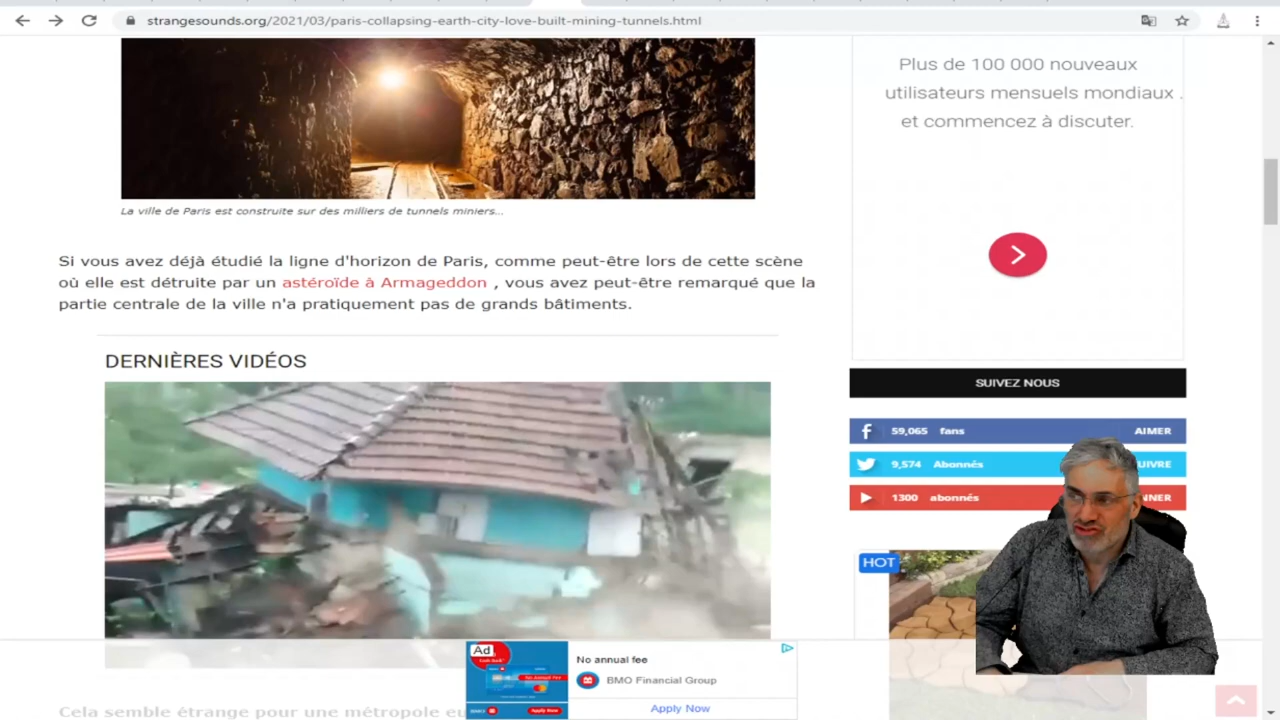 strangesounds.org/2021/03/paris-collapsing-earth-city-love-built-mining-tunnels.html
La ville de Paris est construite sur des milliers de tunnels miniers...
Si vous avez déjà étudié la ligne d'horizon de Paris, comme peut-être lors de cette scène
où elle est détruite par un astéroïde à Armageddon , vous avez peut-être remarqué que la
partie centrale de la ville n'a pratiquement pas de grands bâtiments.
DERNIÈRES VIDÉOS
Cela semble étrange pour une métropole
Plus de 100 000 nouveaux
utilisateurs mensuels mondiaux .
et commencez à discuter.
SUIVEZ NOUS
59,065 fans AIMER
9,574 Abonnés
1300 abonnés
HOT
Ad
No annual fee
BMO Financial Group
Apply Now
Apply Now